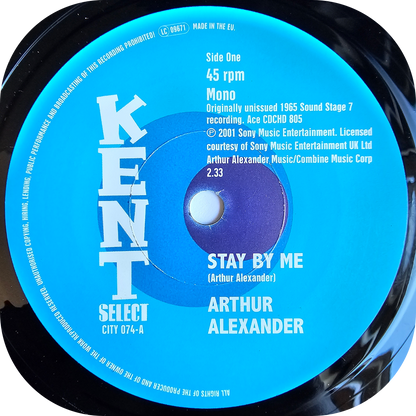 ALL RIGHTS OF THE PRODUCER AND OF THE OWNER OF THE WORK REPRODUCED RESERVED. UNAUTHORISED COPYING, HIRING, LENDING, PUBLIC PERFORMANCE AND BROADCASTING OF THIS RECORDING PROHIBITED!
LC 09671
MADE IN THE EU.
Side One
45 rpm
Mono
Originally unissued 1965 Sound Stage 7
recording. Ace CDCHD 805
℗ 2001 Sony Music Entertainment. Licensed
courtesy of Sony Music Entertainment UK Ltd
Arthur Alexander Music/Combine Music Corp
2.33
KENT
SELECT
CITY 074-A
STAY BY ME
(Arthur Alexander)
ARTHUR
ALEXANDER